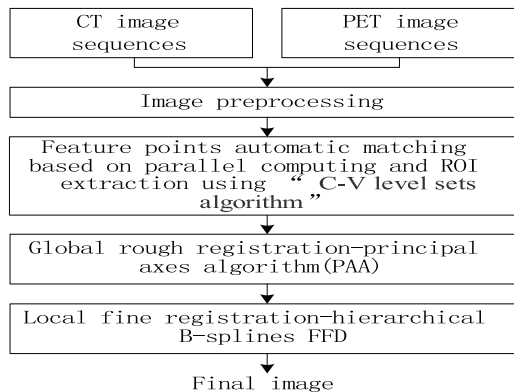 CT image
sequences
PET image
sequences
Image preprocessing
Feature points automatic matching
based on parallel computing and ROI
extraction using “ C-V level sets
algorithm”
Global rough registration-principal
axes algorithm(PAA)
Local fine registration-hierarchical
B-splines FFD
Final image